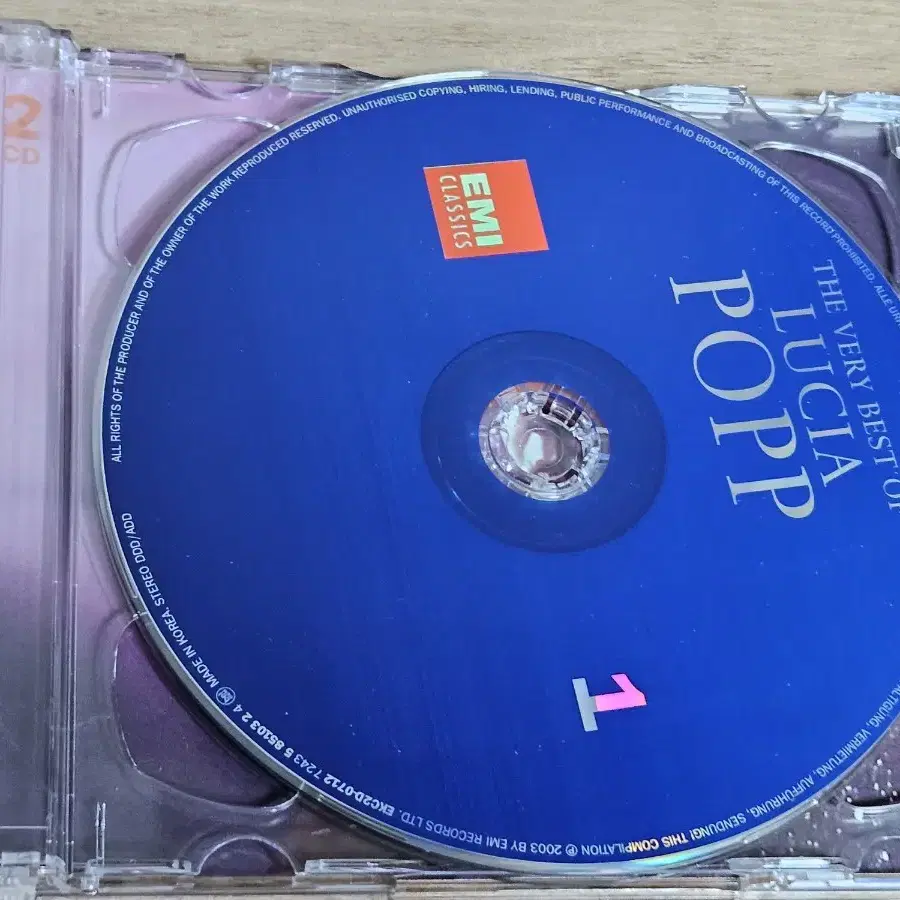 2
CD
EMI
CLASSICS
THE VERY BEST OF
LUCIA
POPP
1
ALL RIGHTS OF THE PRODUCER AND OF THE OWNER OF THE WORK REPRODUCED RESERVED. UNAUTHORISED COPYING, HIRING, LENDING, PUBLIC PERFORMANCE AND BROADCASTING OF THIS RECORD PROHIBITED. ALLE
VERMIETUNG, AUFFÜHRUNG, SENDUNG! THIS COMPILATION ℗ 2003 BY EMI RECORDS LTD. EKC2D-0712 7243 5 85103 2 4 MADE IN KOREA. STEREO DDD/ADD